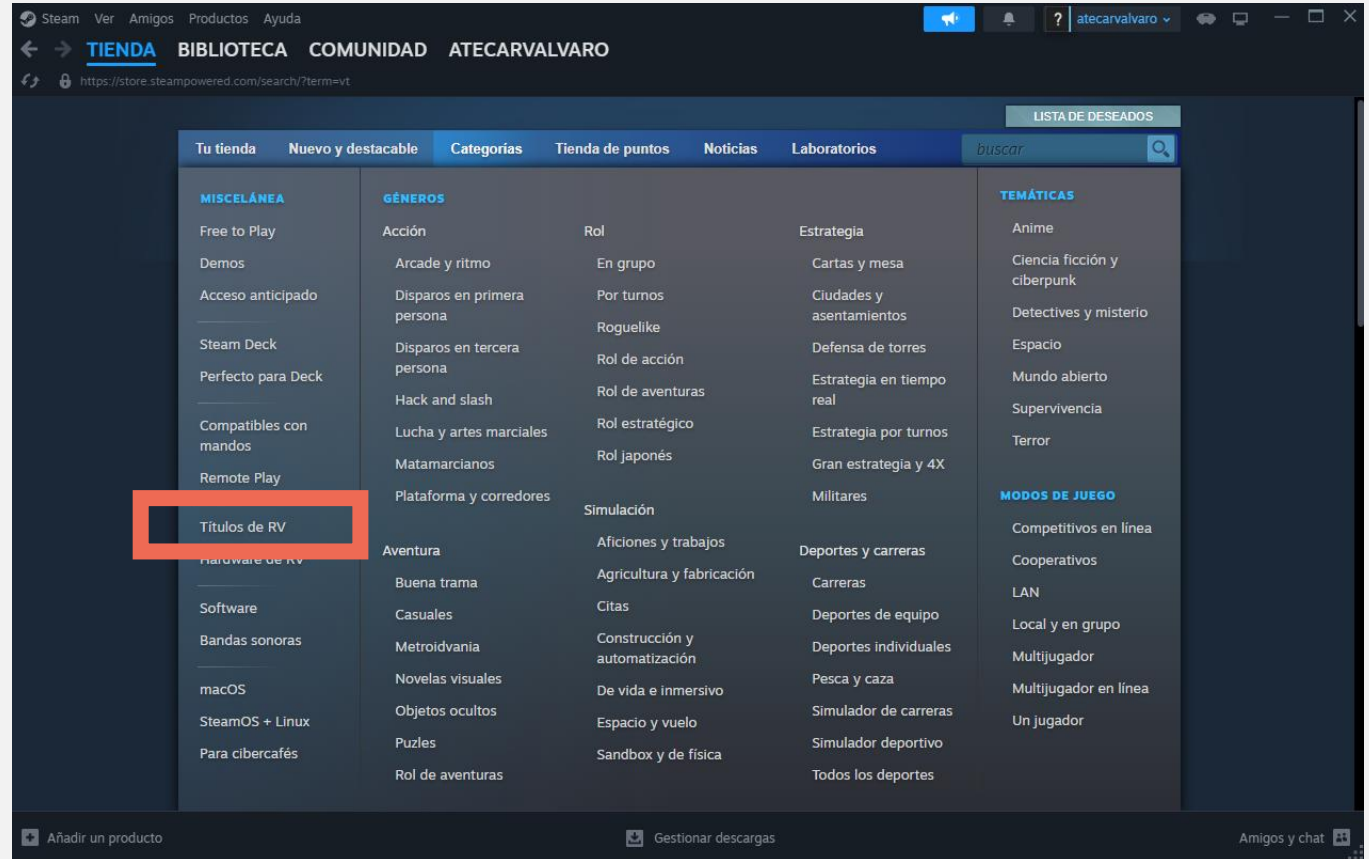 Steam Ver Amigos Productos Ayuda
? atecarvalvaro
TIENDA BIBLIOTECA COMUNIDAD ATECARVALVARO
https://store.steampowered.com/search/?term=vt
LISTA DE DESEADOS
Tu tienda Nuevo y destacable Categorías Tienda de puntos Noticias Laboratorios buscar
MISCELÁNEA
Free to Play
Demos
Acceso anticipado
Steam Deck
Perfecto para Deck
Compatibles con
mandos
Remote Play
Títulos de RV
Hardware de RV
Software
Bandas sonoras
macOS
SteamOS + Linux
Para cibercafés
GÉNEROS
Acción
Arcade y ritmo
Disparos en primera
persona
Disparos en tercera
persona
Hack and slash
Lucha y artes marciales
Matamarcianos
Plataforma y corredores
Aventura
Buena trama
Casuales
Metroidvania
Novelas visuales
Objetos ocultos
Puzles
Rol de aventuras
Rol
En grupo
Por turnos
Roguelike
Rol de acción
Rol de aventuras
Rol estratégico
Rol japonés
Simulación
Aficiones y trabajos
Agricultura y fabricación
Citas
Construcción y
automatización
De vida e inmersivo
Espacio y vuelo
Sandbox y de física
Estrategia
Cartas y mesa
Ciudades y
asentamientos
Defensa de torres
Estrategia en tiempo
real
Estrategia por turnos
Gran estrategia y 4X
Militares
Deportes y carreras
Carreras
Deportes de equipo
Deportes individuales
Pesca y caza
Simulador de carreras
Simulador deportivo
Todos los deportes
TEMÁTICAS
Anime
Ciencia ficción y
ciberpunk
Detectives y misterio
Espacio
Mundo abierto
Supervivencia
Terror
MODOS DE JUEGO
Competitivos en línea
Cooperativos
LAN
Local y en grupo
Multijugador
Multijugador en línea
Un jugador
Añadir un producto
Gestionar descargas
Amigos y chat